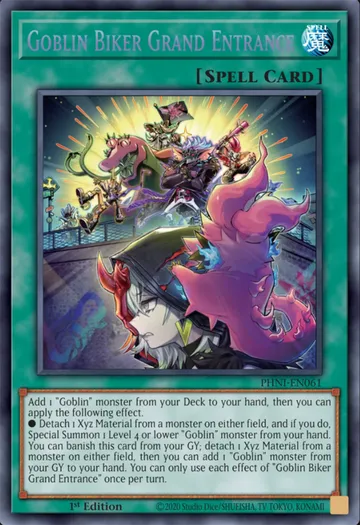 GOBLIN BIKER GRAND ENTRANCE
SPELL
魔
[SPELL CARD]
PHNI-EN061
Add 1 "Goblin" monster from your Deck to your hand, then you can
apply the following effect.
● Detach 1 Xyz Material from a monster on either field, and if you do,
Special Summon 1 Level 4 or lower "Goblin" monster from your hand.
You can banish this card from your GY; detach 1 Xyz Material from a
monster on either field, then you can add 1 "Goblin" monster from
your GY to your hand. You can only use each effect of "Goblin Biker
Grand Entrance" once per turn.
1st Edition
©2020 Studio Dice/SHUEISHA, TV TOKYO, KONAMI